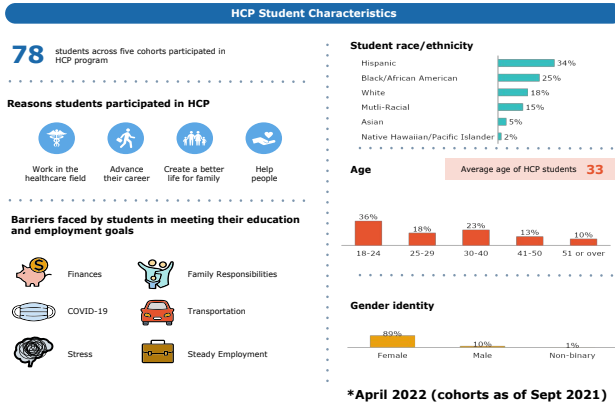 HCP Student Characteristics
78
students across five cohorts participated in
HCP program
Reasons students participated in HCP
Work in the
healthcare field
Advance
their career
Create a better
life for family
Help
people
Barriers faced by students in meeting their education
and employment goals
$
Finances
Family Responsibilities
COVID-19
Transportation
Stress
Steady Employment
Student race/ethnicity
Hispanic 34%
Black/African American 25%
White 18%
Mutli-Racial 15%
Asian 5%
Native Hawaiian/Pacific Islander 2%
Age
Average age of HCP students 33
36% 18% 23% 13% 10%
18-24 25-29 30-40 41-50 51 or over
Gender identity
89% 10% 1%
Female Male Non-binary
*April 2022 (cohorts as of Sept 2021)